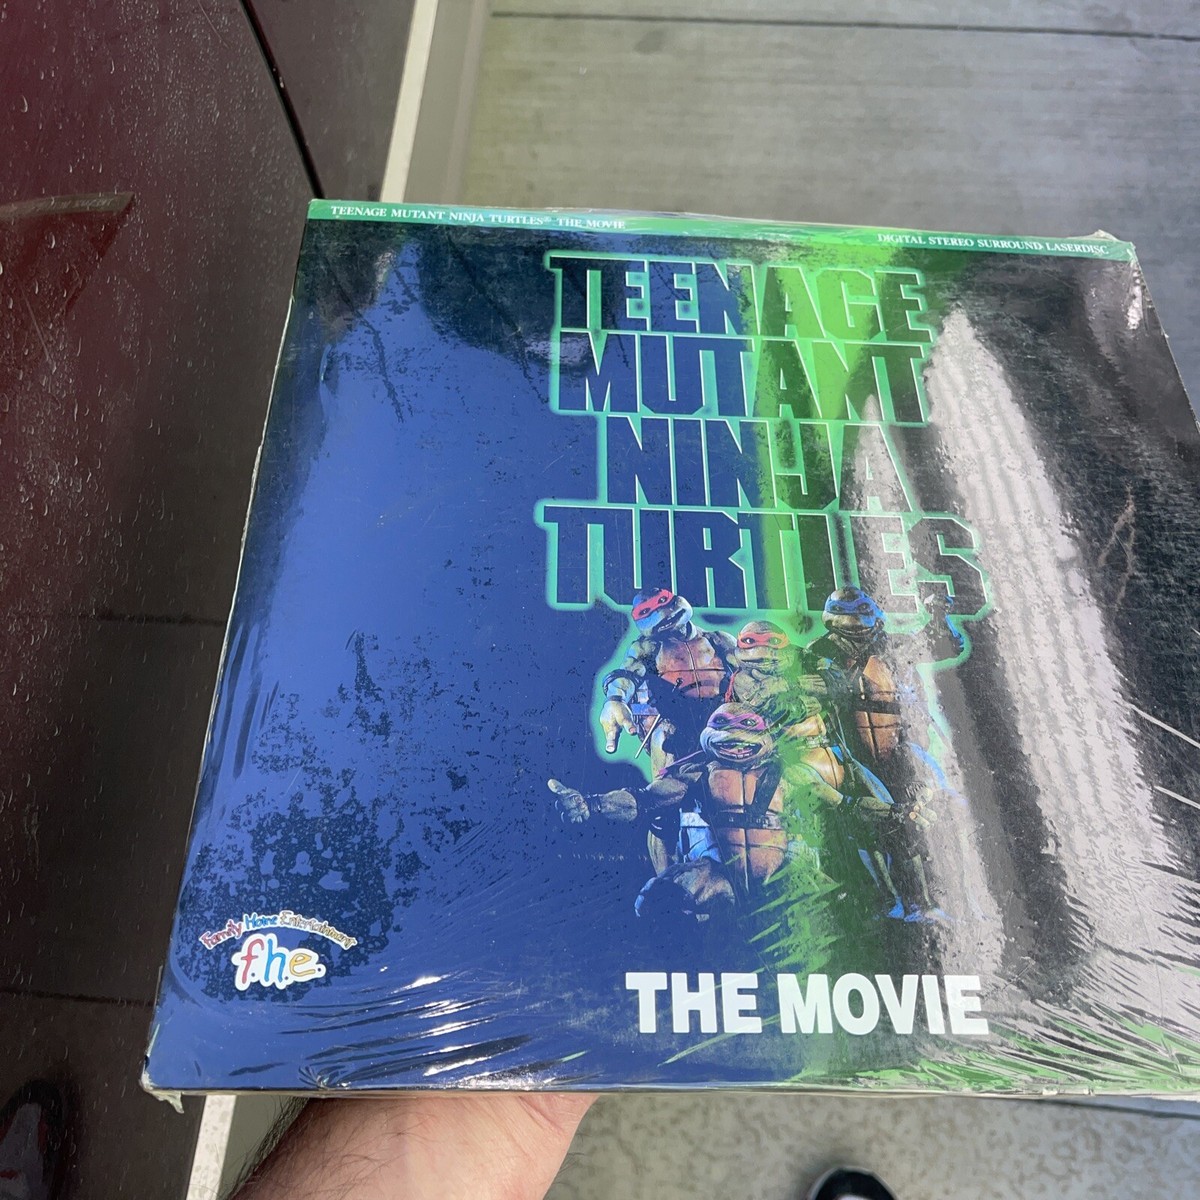 TEENAGE MUTANT NINJA TURTLES® THE MOVIE
DIGITAL STEREO SURROUND LASERDISC
TEENAGE
MUTANT
NINJA
TURTLES
Family Home Entertainment
f.h.e.
THE MOVIE